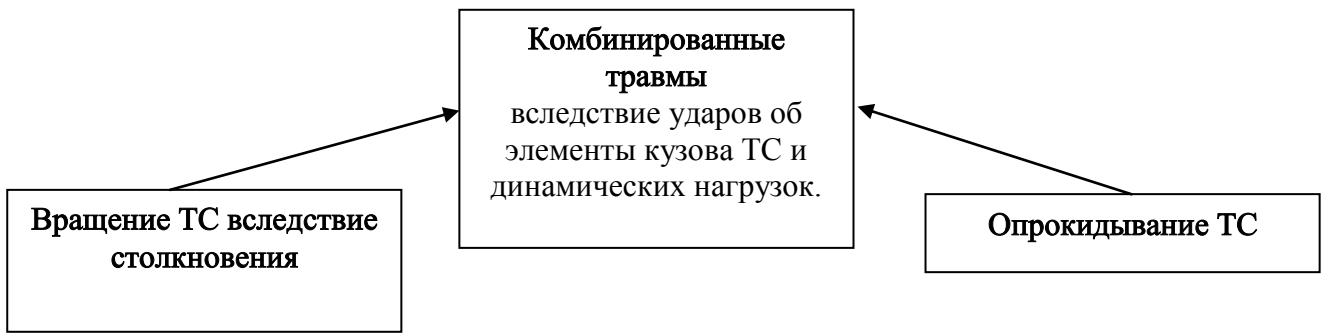 Комбинированные
травмы
вследствие ударов об
элементы кузова ТС и
динамических нагрузок.
Вращение ТС вследствие
столкновения
Опрокидывание ТС